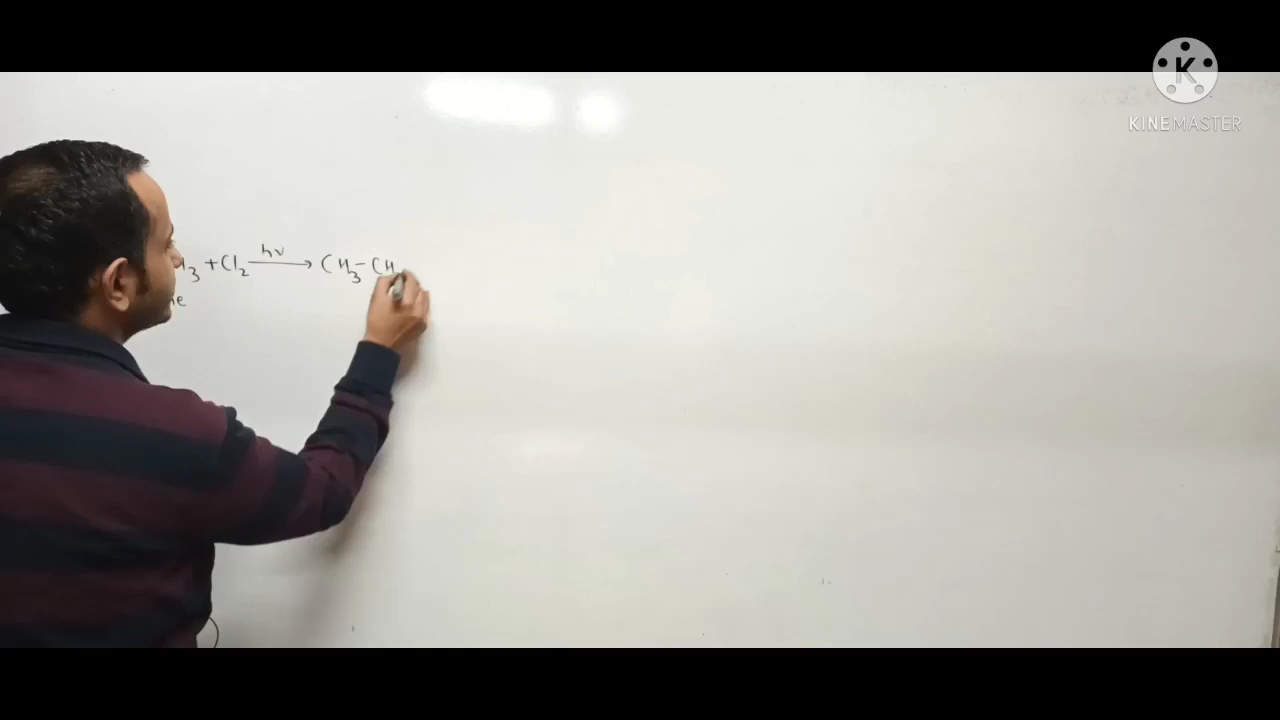 H₃ + Cl₂ —hν→ CH₃ – CH
ne
KINEMASTER